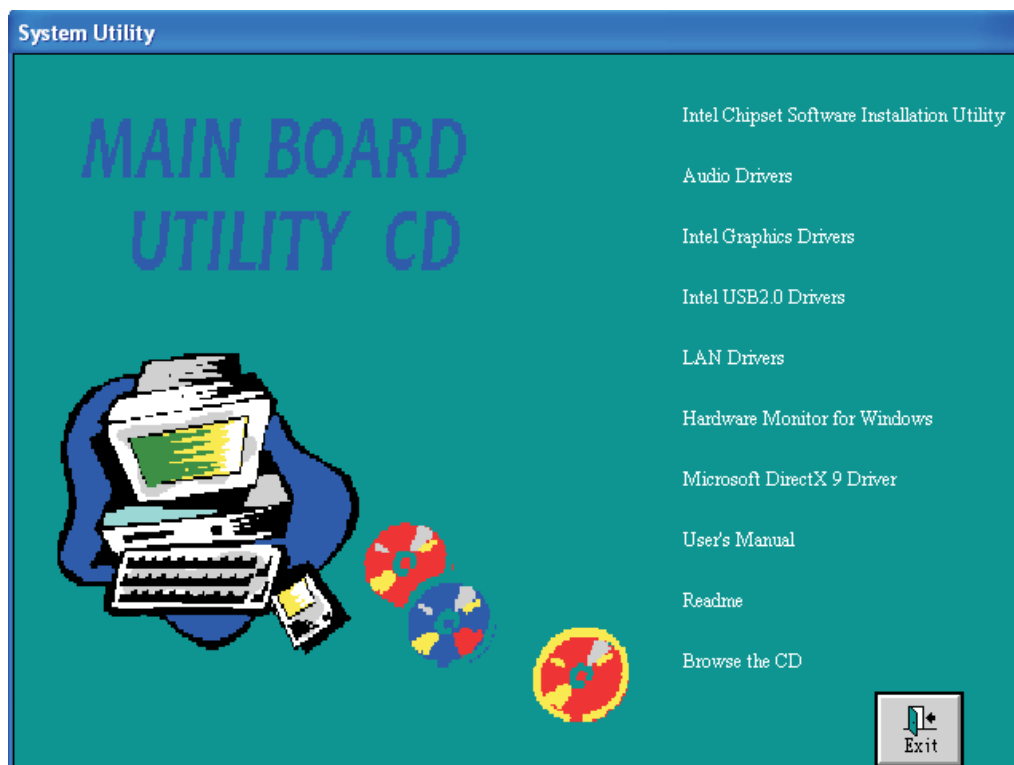 System Utility
MAIN BOARD
UTILITY CD
Intel Chipset Software Installation Utility
Audio Drivers
Intel Graphics Drivers
Intel USB2.0 Drivers
LAN Drivers
Hardware Monitor for Windows
Microsoft DirectX 9 Driver
User's Manual
Readme
Browse the CD
Exit